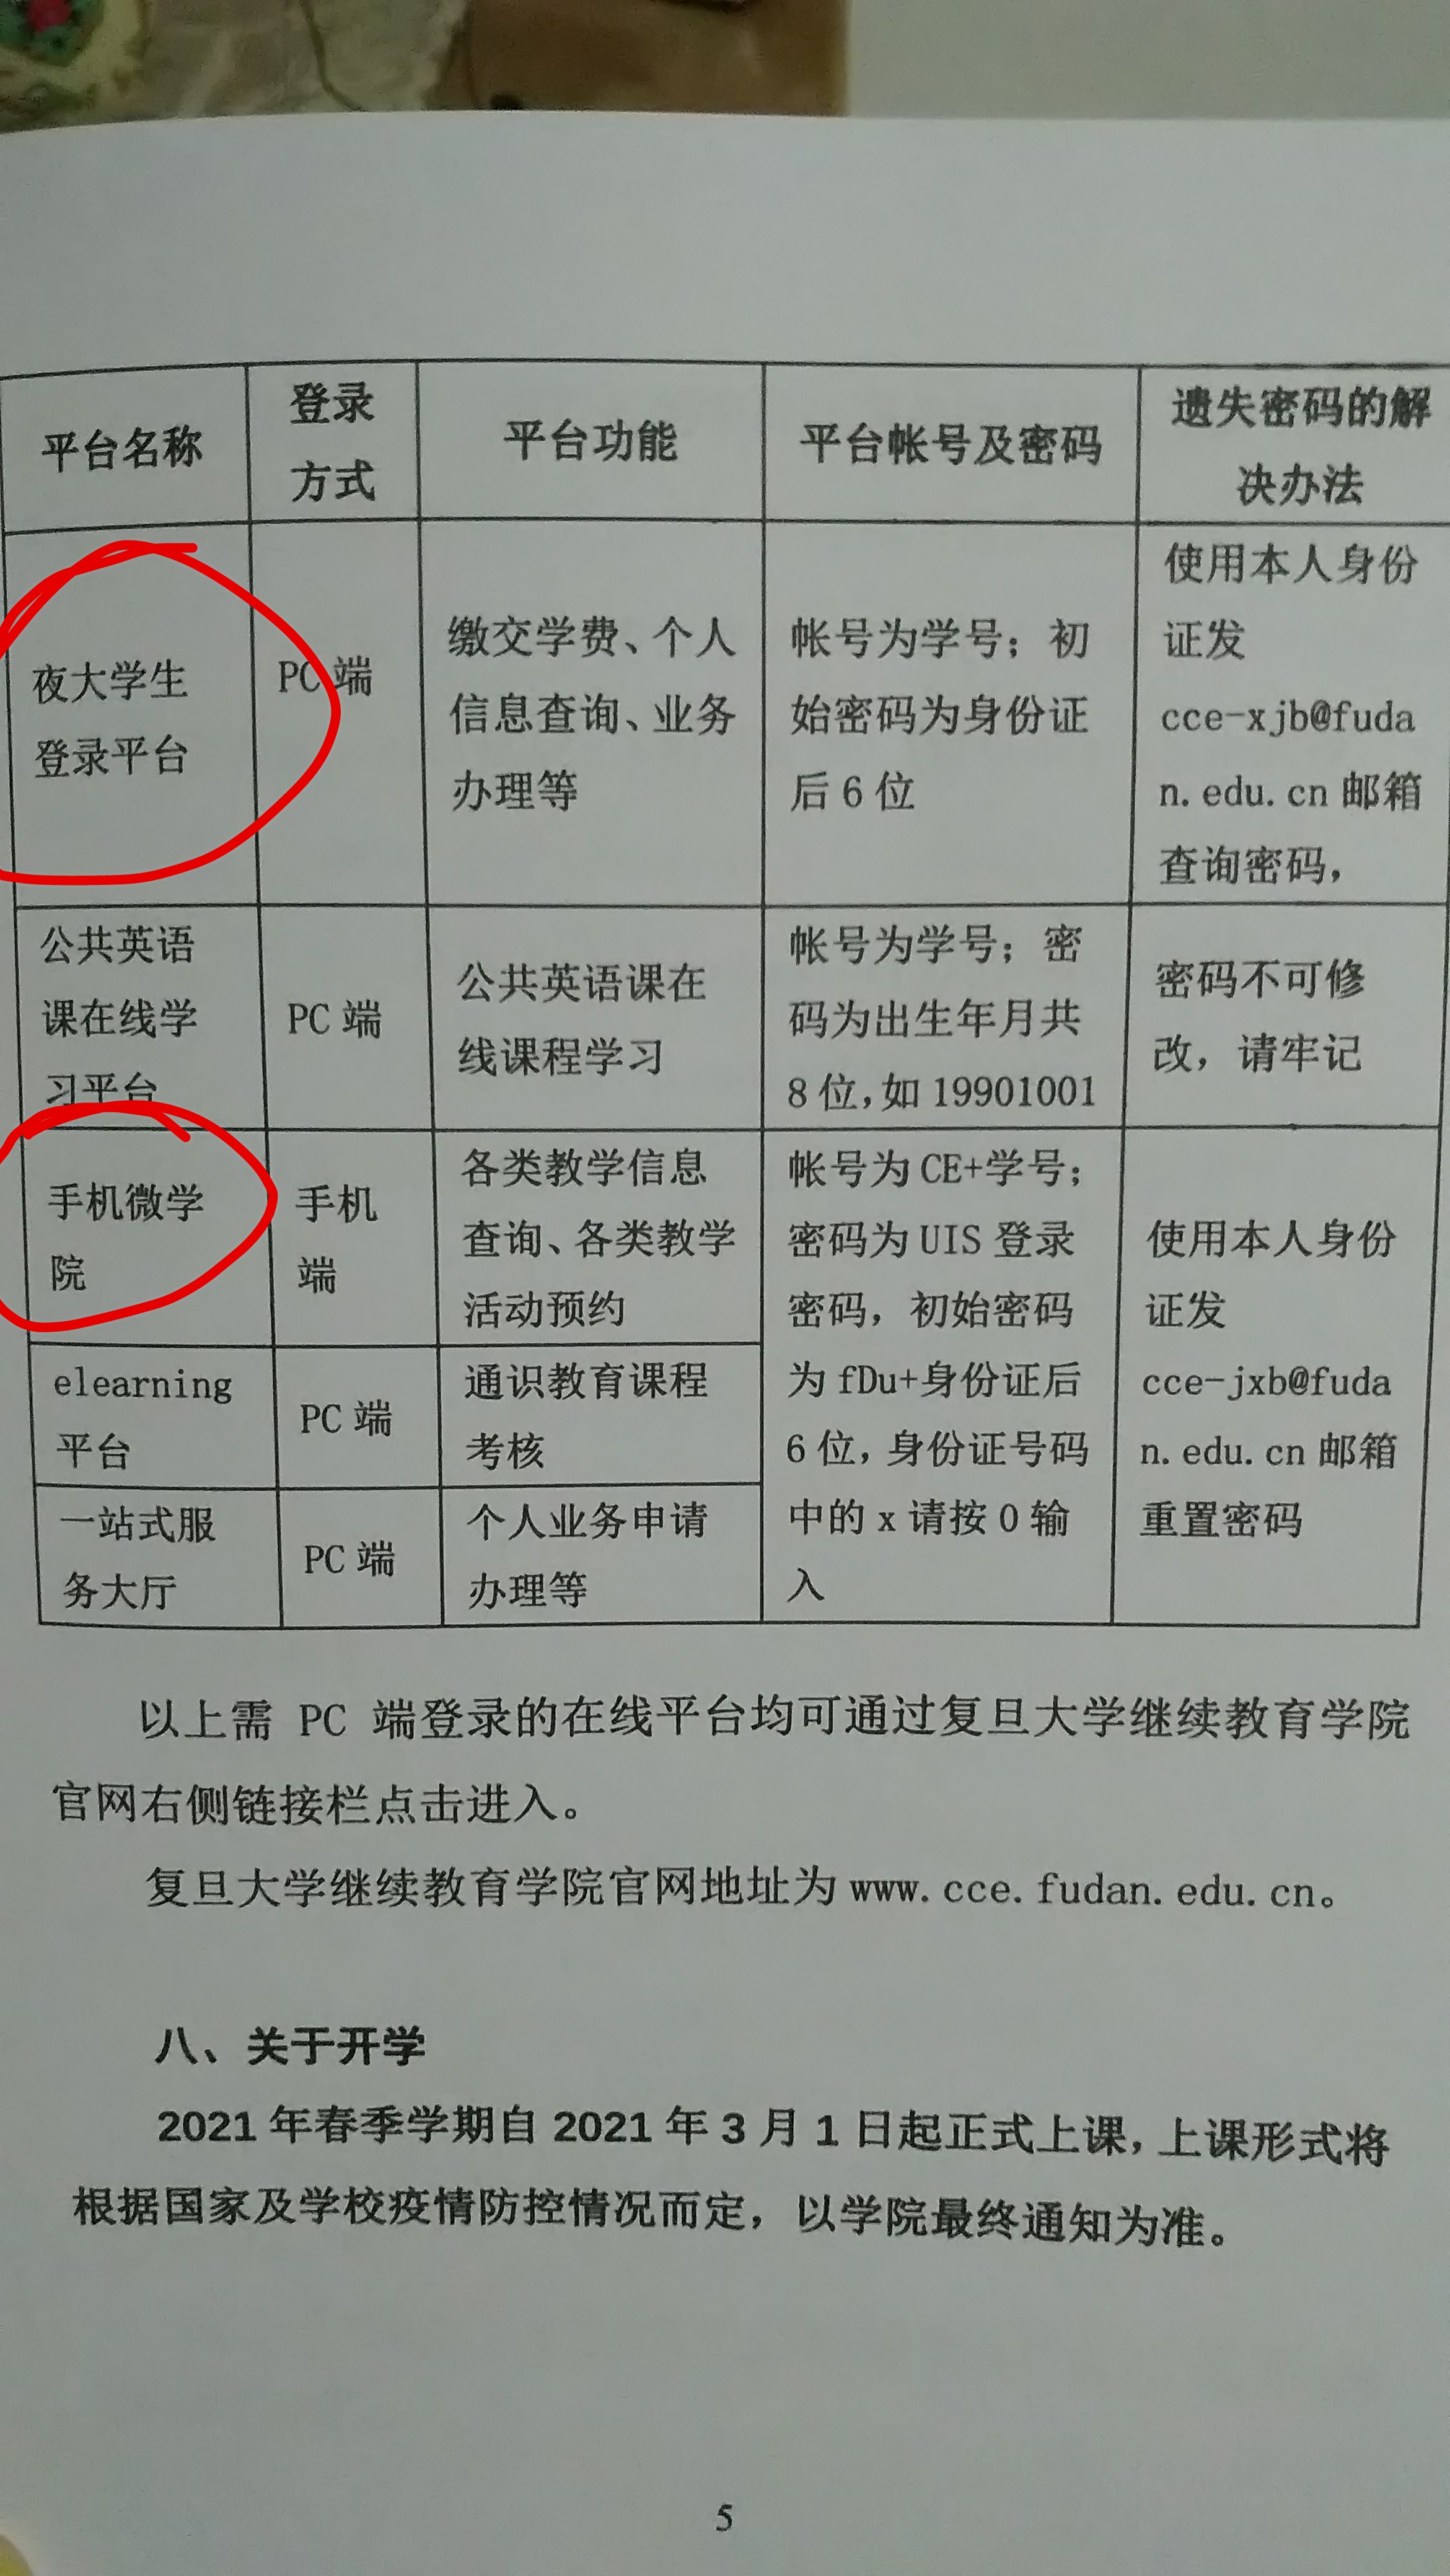 平台名称
登录
方式
平台功能
平台帐号及密码
遗失密码的解
决办法
夜大学生
登录平台
PC 端
缴交学费、个人
信息查询、业务
办理等
帐号为学号；初
始密码为身份证
后 6 位
使用本人身份
证发
cce-xjb@fuda
n.edu.cn 邮箱
查询密码，
公共英语
课在线学
习平台
PC 端
公共英语课在
线课程学习
帐号为学号；密
码为出生年月共
8 位，如 19901001
密码不可修
改，请牢记
手机微学
院
手机
端
各类教学信息
查询、各类教学
活动预约
帐号为 CE+学号；
密码为 UIS 登录
密码，初始密码
为 fDu+身份证后
6 位，身份证号码
中的 x 请按 0 输
入
使用本人身份
证发
cce-jxb@fuda
n.edu.cn 邮箱
重置密码
elearning
平台
PC 端
通识教育课程
考核
一站式服
务大厅
PC 端
个人业务申请
办理等
以上需 PC 端登录的在线平台均可通过复旦大学继续教育学院
官网右侧链接栏点击进入。
复旦大学继续教育学院官网地址为 www.cce.fudan.edu.cn。
八、关于开学
2021 年春季学期自 2021 年 3 月 1 日起正式上课，上课形式将
根据国家及学校疫情防控情况而定，以学院最终通知为准。
5